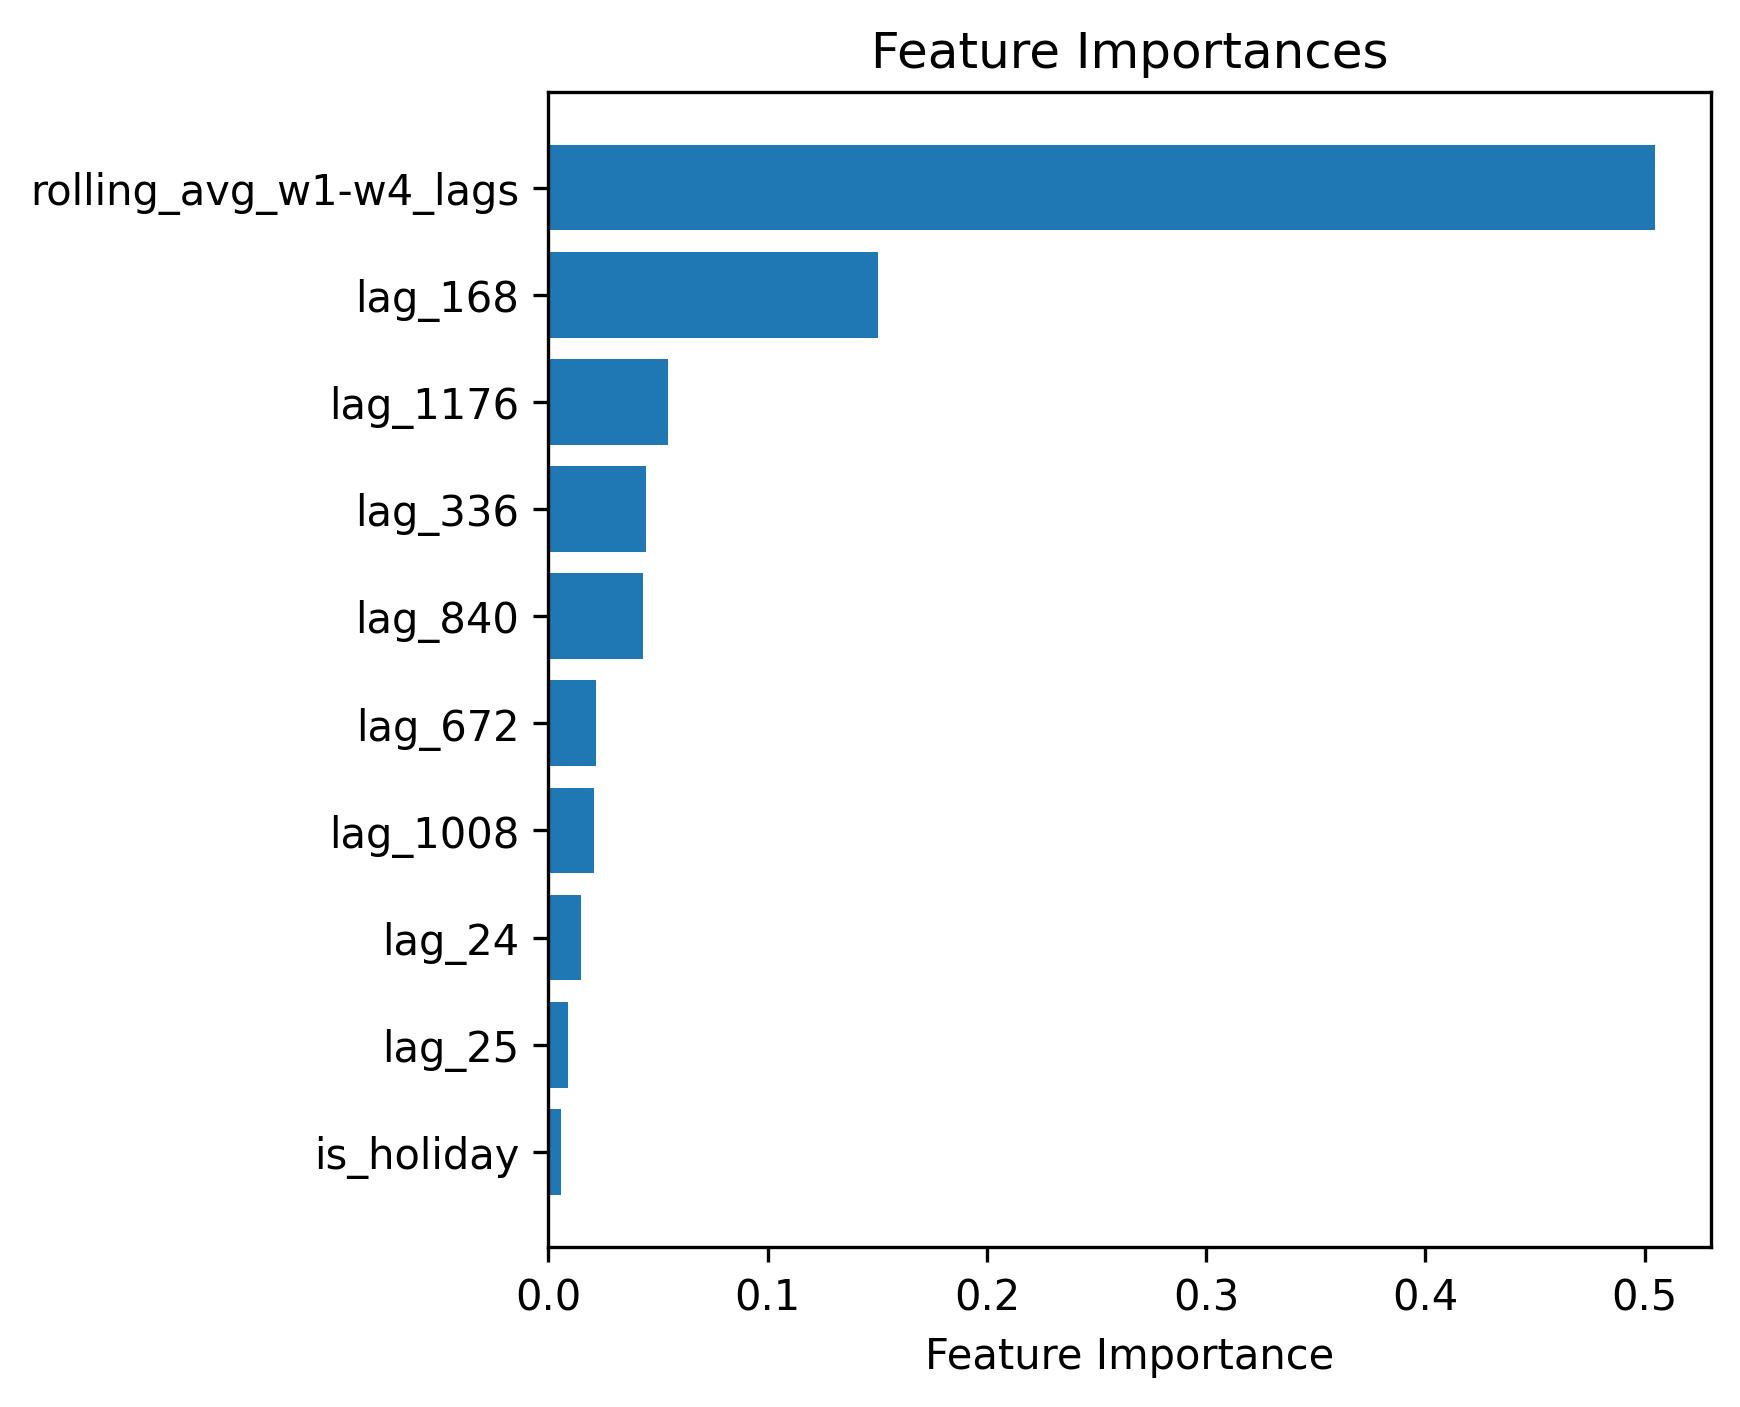 Feature Importances
rolling_avg_w1-w4_lags
lag_168
lag_1176
lag_336
lag_840
lag_672
lag_1008
lag_24
lag_25
is_holiday
0.0 0.1 0.2 0.3 0.4 0.5
Feature Importance